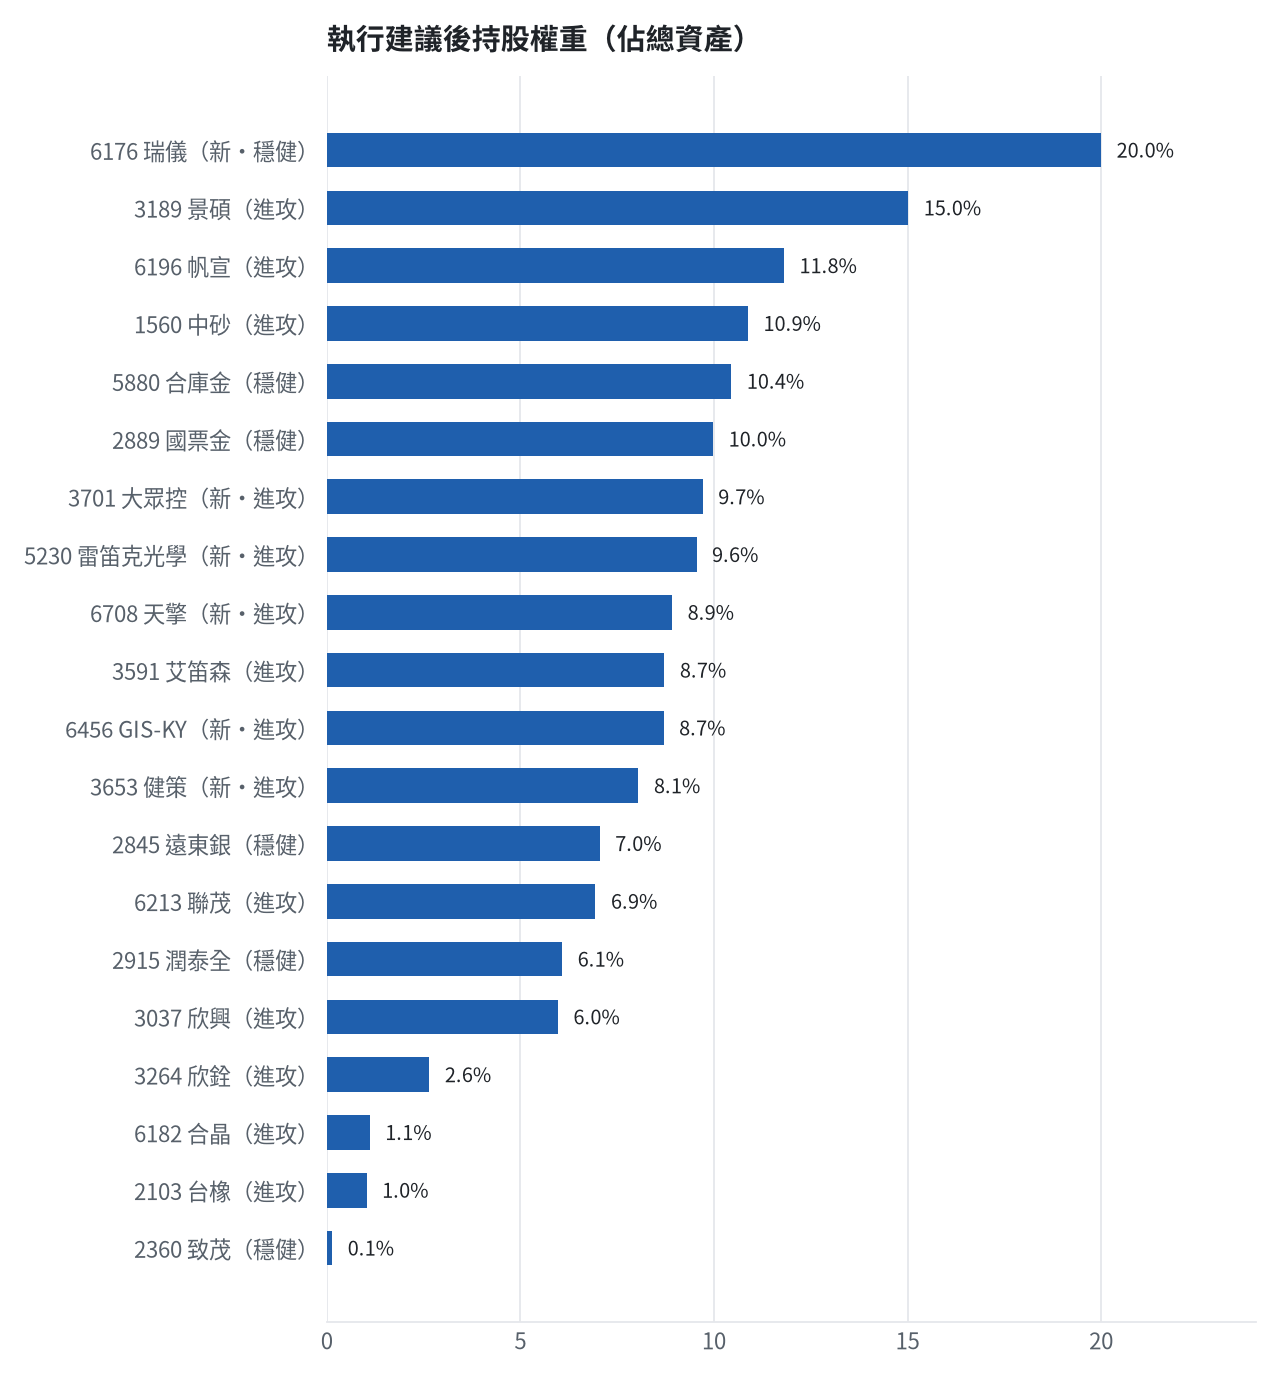 執行建議後持股權重（佔總資產）
6176 瑞儀（新・穩健） 20.0%
3189 景碩（進攻） 15.0%
6196 帆宣（進攻） 11.8%
1560 中砂（進攻） 10.9%
5880 合庫金（穩健） 10.4%
2889 國票金（穩健） 10.0%
3701 大眾控（新・進攻） 9.7%
5230 雷笛克光學（新・進攻） 9.6%
6708 天擎（新・進攻） 8.9%
3591 艾笛森（進攻） 8.7%
6456 GIS-KY（新・進攻） 8.7%
3653 健策（新・進攻） 8.1%
2845 遠東銀（穩健） 7.0%
6213 聯茂（進攻） 6.9%
2915 潤泰全（穩健） 6.1%
3037 欣興（進攻） 6.0%
3264 欣銓（進攻） 2.6%
6182 合晶（進攻） 1.1%
2103 台橡（進攻） 1.0%
2360 致茂（穩健） 0.1%
0 5 10 15 20